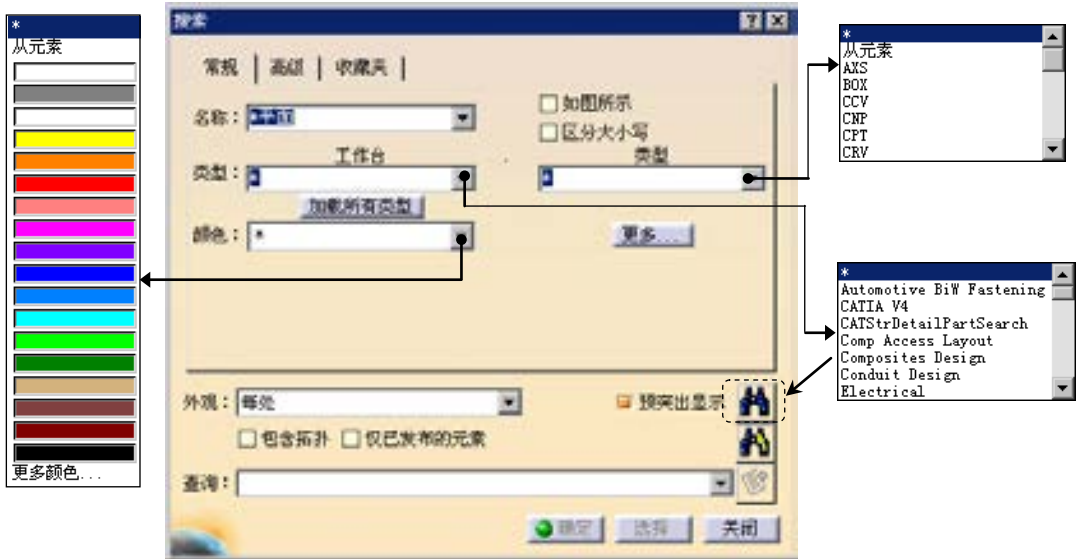 *
从元素
更多颜色...
搜索
常规
高级
收藏夹
名称：
*平面
如图所示
区分大小写
工作台
类型
类型：
*
*
加载所有类型
颜色：
*
更多...
外观：
每处
预突出显示
包含拓扑
仅已发布的元素
查询：
确定
选择
关闭
*
从元素
AXS
BOX
CCV
CNP
CPT
CRV
*
Automotive BiW Fastening
CATIA V4
CATStrDetailPartSearch
Comp Access Layout
Composites Design
Conduit Design
Electrical